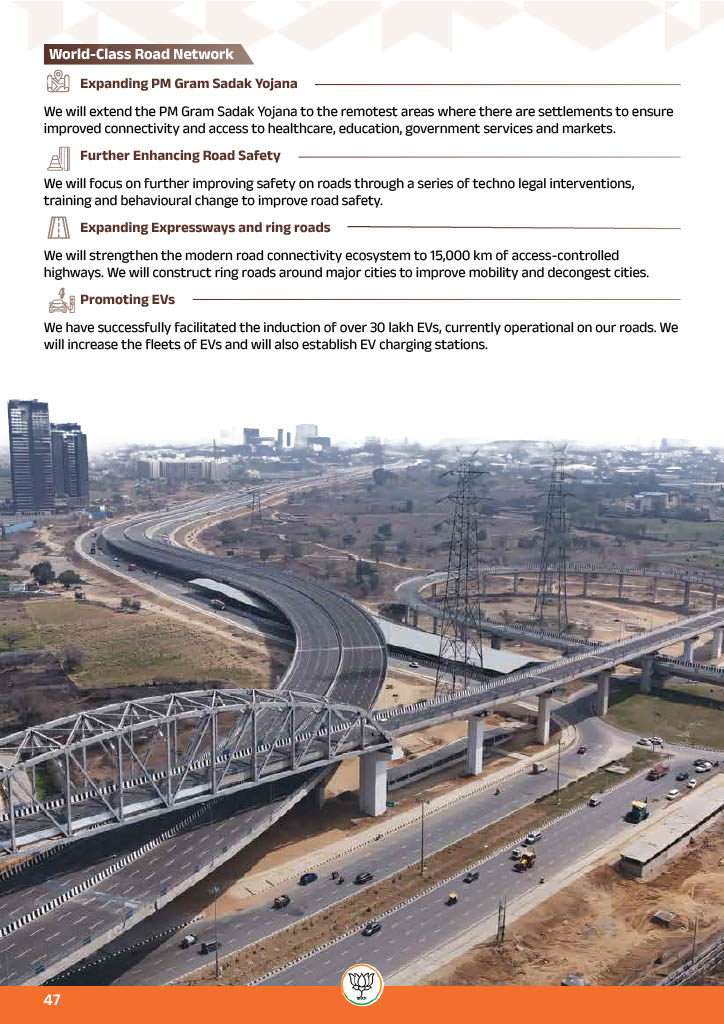 World-Class Road Network
Expanding PM Gram Sadak Yojana
We will extend the PM Gram Sadak Yojana to the remotest areas where there are settlements to ensure
improved connectivity and access to healthcare, education, government services and markets.
Further Enhancing Road Safety
We will focus on further improving safety on roads through a series of techno legal interventions,
training and behavioural change to improve road safety.
Expanding Expressways and ring roads
We will strengthen the modern road connectivity ecosystem to 15,000 km of access-controlled
highways. We will construct ring roads around major cities to improve mobility and decongest cities.
Promoting EVs
We have successfully facilitated the induction of over 30 lakh EVs, currently operational on our roads. We
will increase the fleets of EVs and will also establish EV charging stations.
47